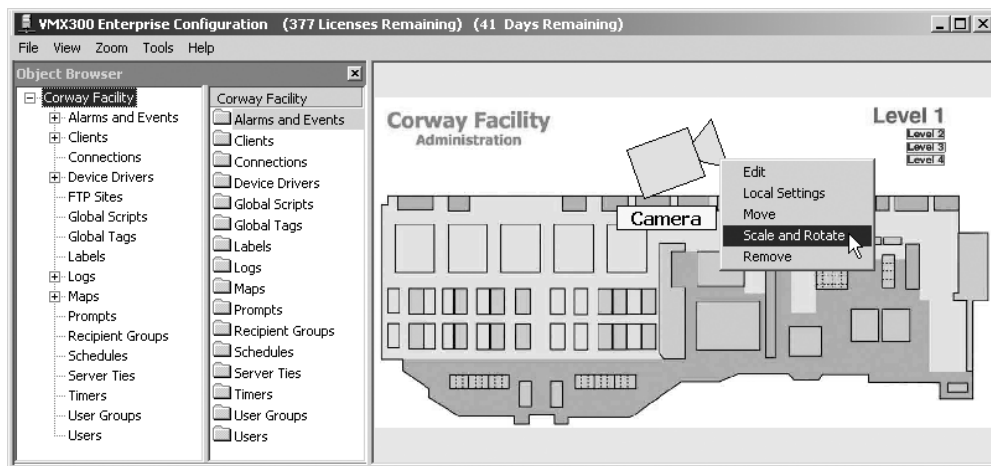 VMX300 Enterprise Configuration (377 Licenses Remaining) (41 Days Remaining)
File View Zoom Tools Help
Object Browser
Corway Facility
Alarms and Events
Clients
Connections
Device Drivers
FTP Sites
Global Scripts
Global Tags
Labels
Logs
Maps
Prompts
Recipient Groups
Schedules
Server Ties
Timers
User Groups
Users
Corway Facility
Alarms and Events
Clients
Connections
Device Drivers
Global Scripts
Global Tags
Labels
Logs
Maps
Prompts
Recipient Groups
Schedules
Server Ties
Timers
User Groups
Users
Corway Facility
Administration
Level 1
Level 2
Level 3
Level 4
Camera
Edit
Local Settings
Move
Scale and Rotate
Remove